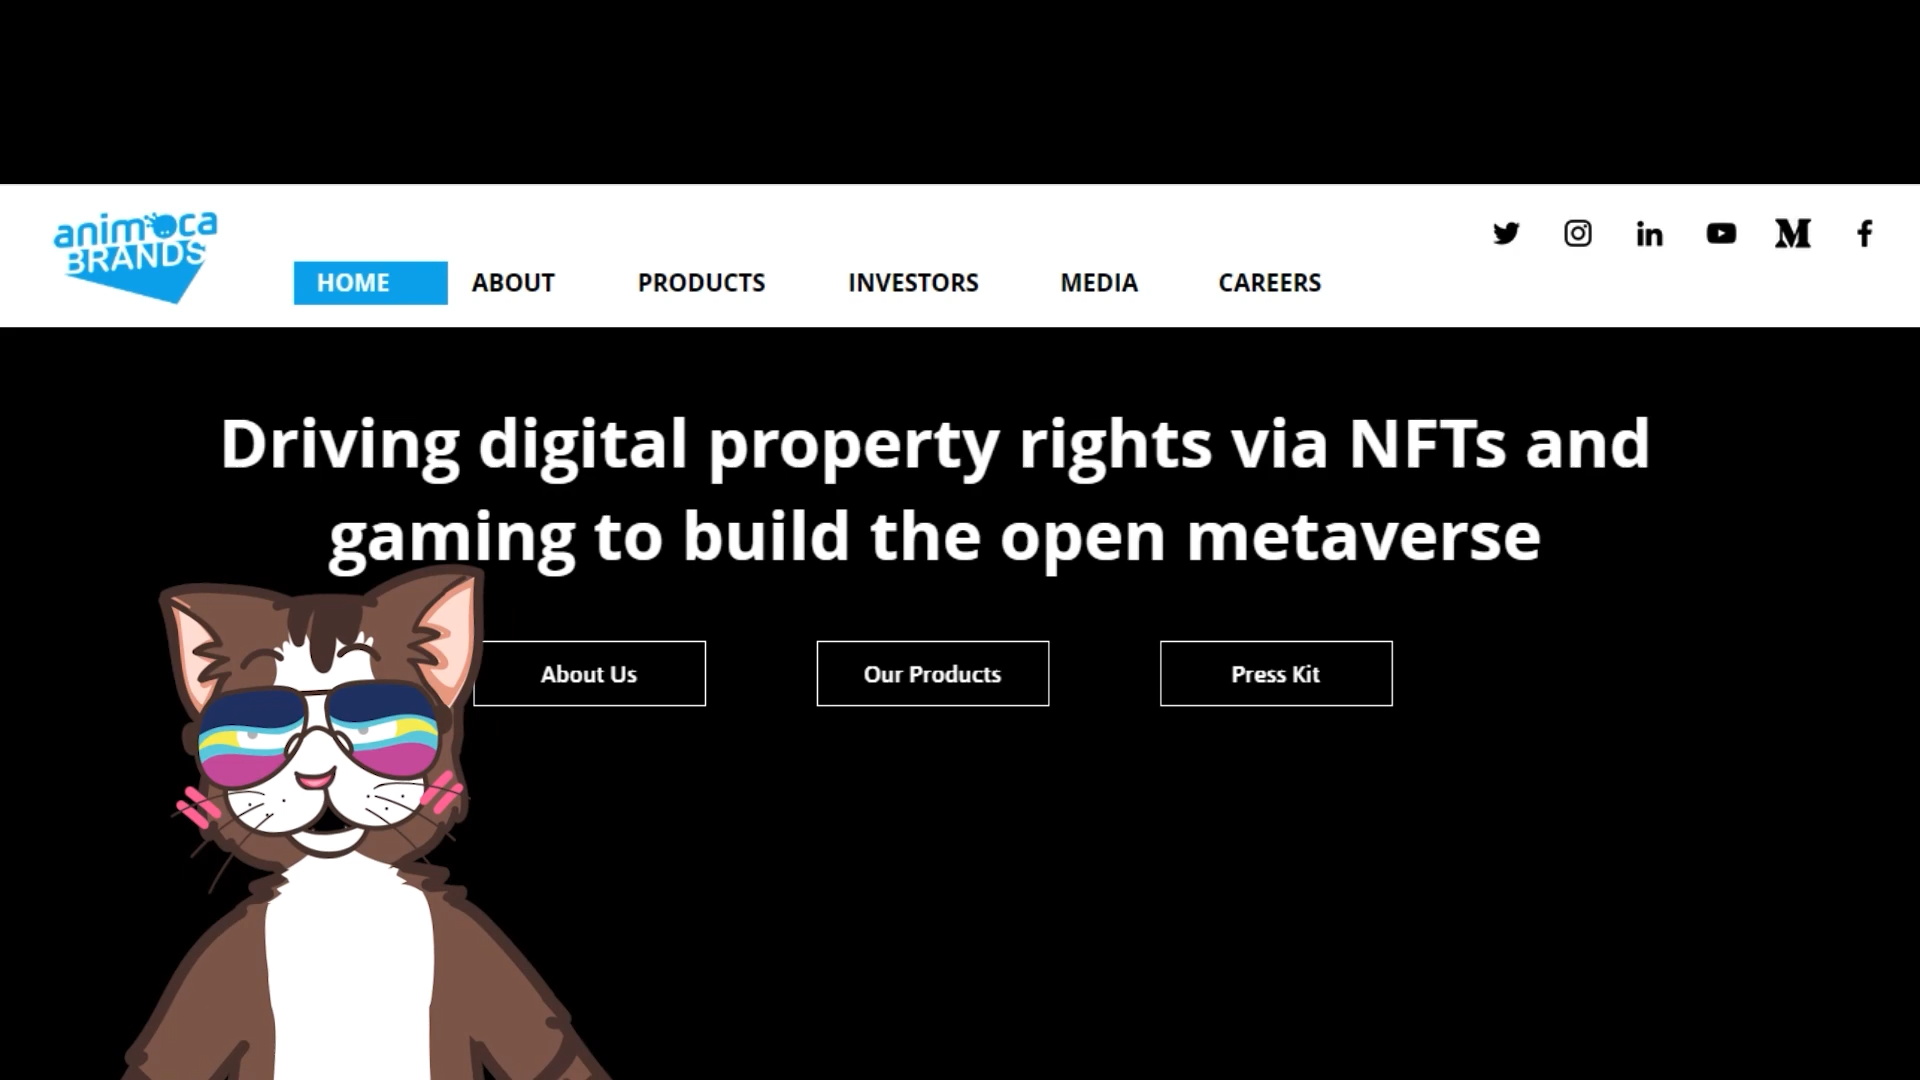 animoca
BRANDS
HOME ABOUT PRODUCTS INVESTORS MEDIA CAREERS
Driving digital property rights via NFTs and
gaming to build the open metaverse
About Us Our Products Press Kit